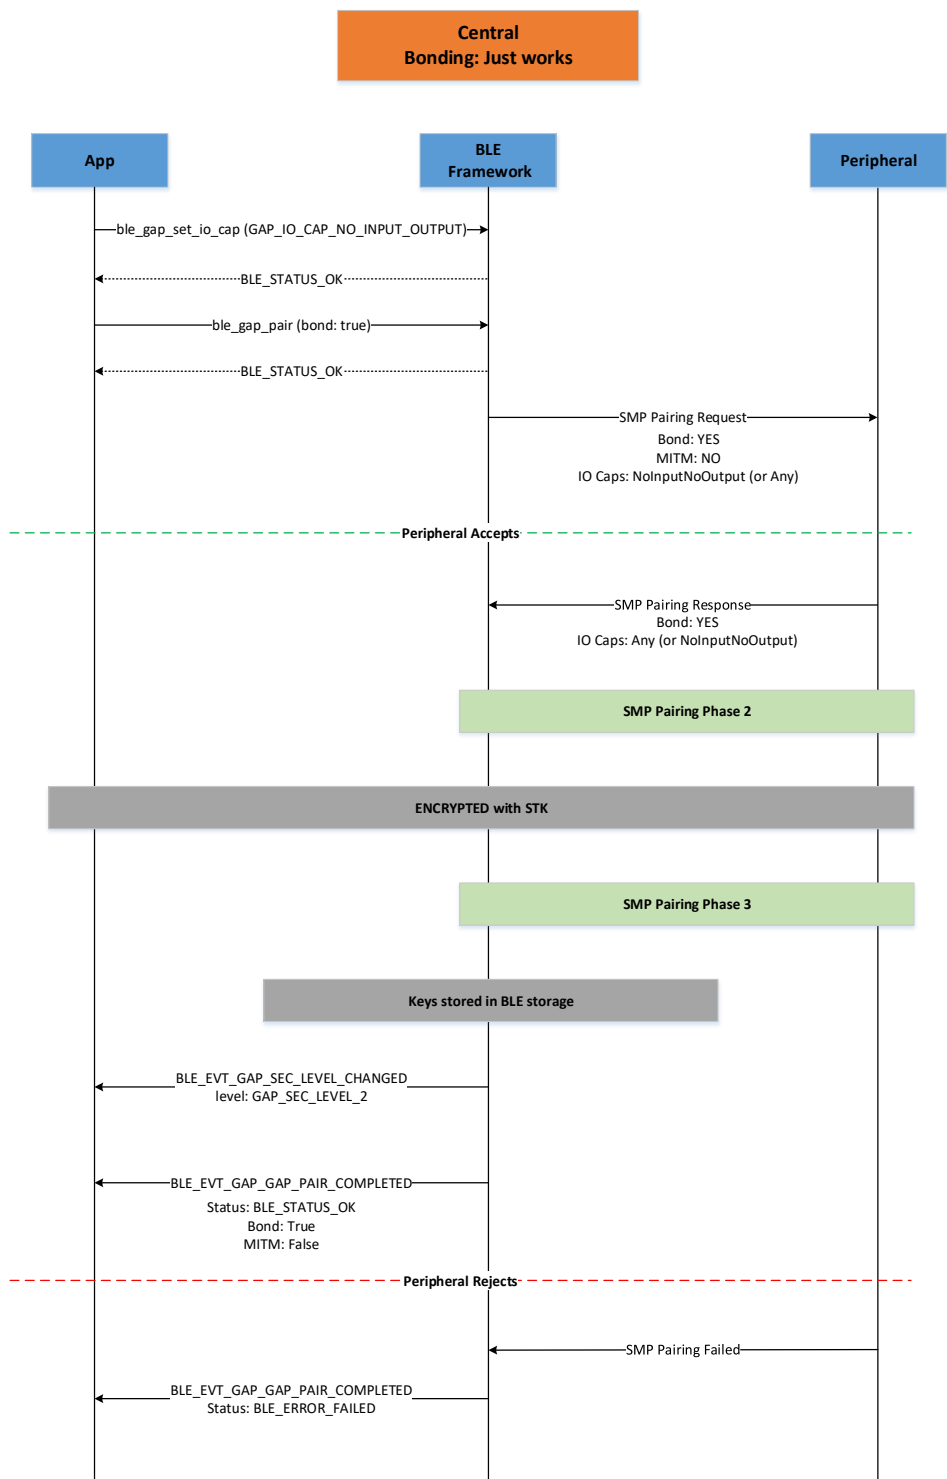 Central
Bonding: Just works
App
BLE
Framework
Peripheral
ble_gap_set_io_cap (GAP_IO_CAP_NO_INPUT_OUTPUT)
BLE_STATUS_OK
ble_gap_pair (bond: true)
BLE_STATUS_OK
SMP Pairing Request
Bond: YES
MITM: NO
IO Caps: NoInputNoOutput (or Any)
Peripheral Accepts
SMP Pairing Response
Bond: YES
IO Caps: Any (or NoInputNoOutput)
SMP Pairing Phase 2
ENCRYPTED with STK
SMP Pairing Phase 3
Keys stored in BLE storage
BLE_EVT_GAP_SEC_LEVEL_CHANGED
level: GAP_SEC_LEVEL_2
BLE_EVT_GAP_GAP_PAIR_COMPLETED
Status: BLE_STATUS_OK
Bond: True
MITM: False
Peripheral Rejects
SMP Pairing Failed
BLE_EVT_GAP_GAP_PAIR_COMPLETED
Status: BLE_ERROR_FAILED